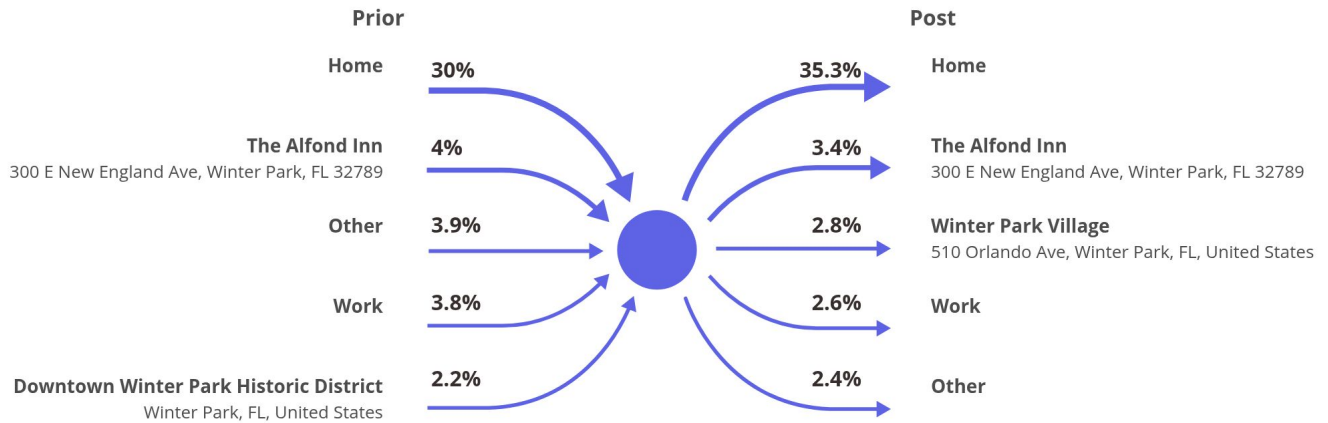 Prior
Post
Home
30%
35.3%
Home
The Alfond Inn
300 E New England Ave, Winter Park, FL 32789
4%
3.4%
The Alfond Inn
300 E New England Ave, Winter Park, FL 32789
Other
3.9%
2.8%
Winter Park Village
510 Orlando Ave, Winter Park, FL, United States
Work
3.8%
2.6%
Work
Downtown Winter Park Historic District
Winter Park, FL, United States
2.2%
2.4%
Other